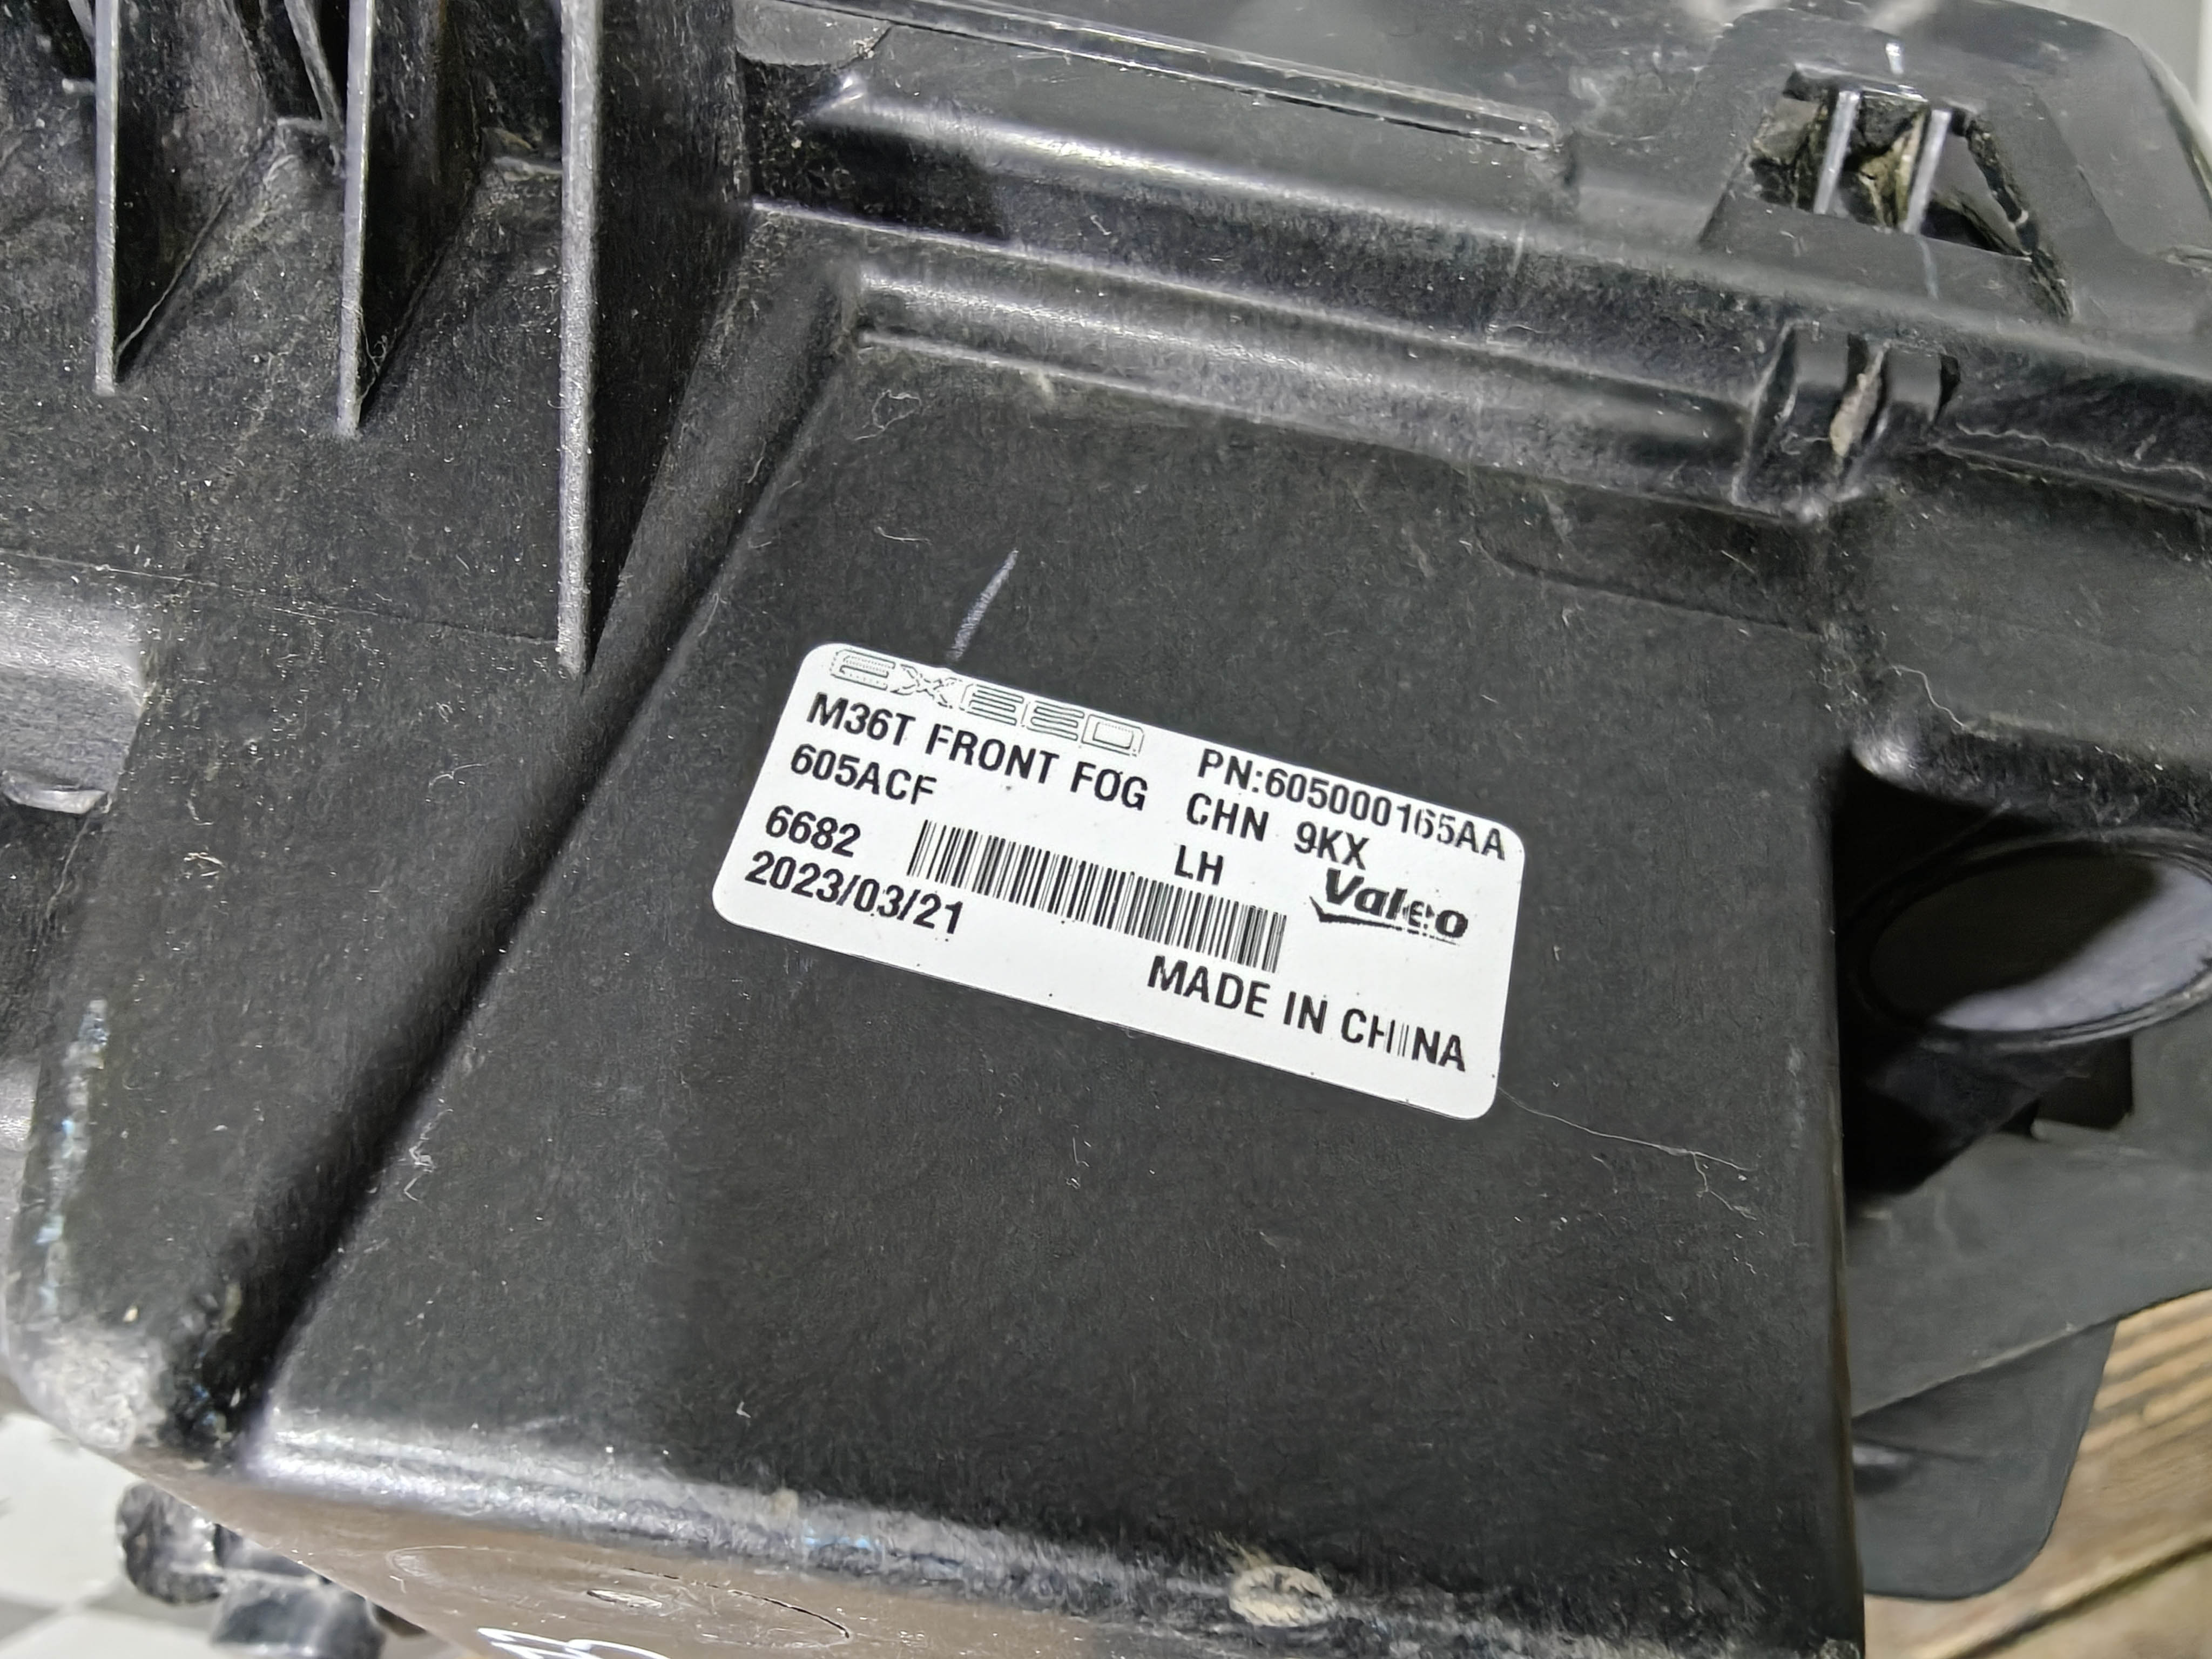 EXEED
M36T FRONT FOG PN:605000165AA
605ACF CHN 9KX
6682 LH Valeo
2023/03/21
MADE IN CHINA